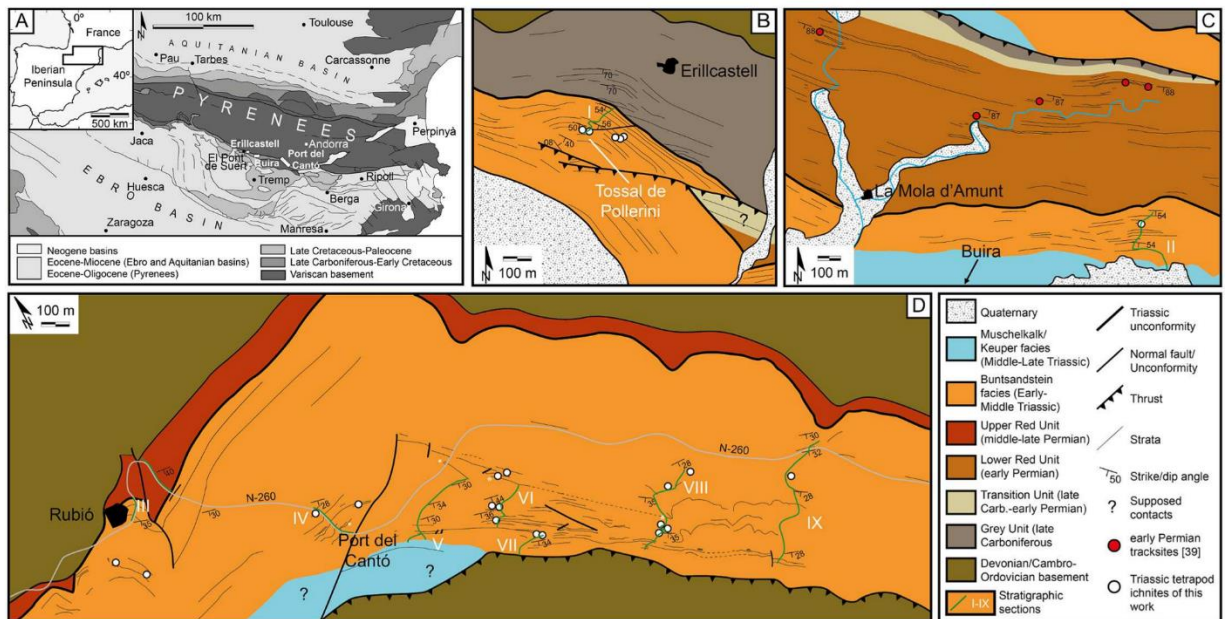 A
100 km
N
Toulouse
0°
France
Iberian
Peninsula
40°
500 km
AQUITANIAN BASIN
Pau
Tarbes
Carcassonne
PYRENEES
Perpinyà
Jaca
Erillcastell
Andorra
El Pont
de Suert
Buira
Port del
Cantó
Tremp
Ripoll
Huesca
Berga
Girona
EBRO BASIN
Zaragoza
Manresa
Neogene basins
Eocene-Miocene (Ebro and Aquitanian basins)
Eocene-Oligocene (Pyrenees)
Late Cretaceous-Paleocene
Late Carboniferous-Early Cretaceous
Variscan basement
B
Erillcastell
70
70
I
54
56
50
08
40
Tossal de
Pollerini
?
N
100 m
C
68
87
87
88
La Mola d'Amunt
54
54
II
Buira
N
100 m
D
100 m
N
Rubió
III
30
35
30
N-260
IV
28
Port del
Cantó
?
?
V
30
34
30
VI
44
35
VII
34
N-260
VIII
28
35
35
IX
30
32
28
28
Quaternary
Muschelkalk/
Keuper facies
(Middle-Late Triassic)
Buntsandstein
facies (Early-
Middle Triassic)
Upper Red Unit
(middle-late Permian)
Lower Red Unit
(early Permian)
Transition Unit (late
Carb.-early Permian)
Grey Unit (late
Carboniferous
Devonian/Cambro-
Ordovician basement
I-IX
Stratigraphic
sections
Triassic
unconformity
Normal fault/
Unconformity
Thrust
Strata
50
Strike/dip angle
?
Supposed
contacts
early Permian
tracksites [39]
Triassic tetrapod
ichnites of this
work